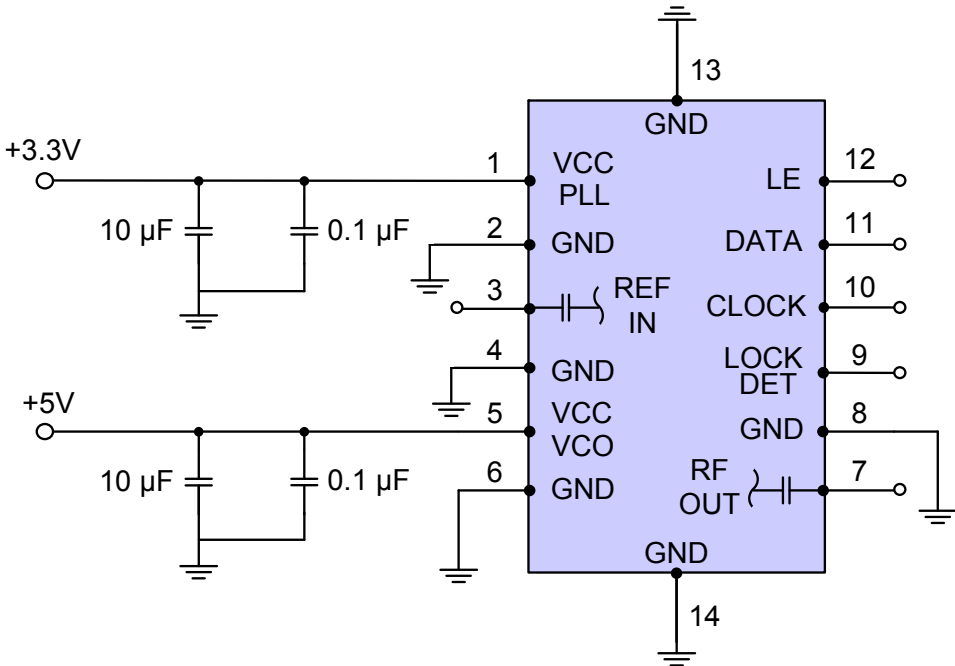 13
GND
+3.3V
1
VCC
PLL
LE
12
10 µF
0.1 µF
2
GND
DATA
11
3
REF
IN
CLOCK
10
4
GND
LOCK
DET
9
+5V
5
VCC
VCO
GND
8
10 µF
0.1 µF
6
GND
RF
OUT
7
GND
14